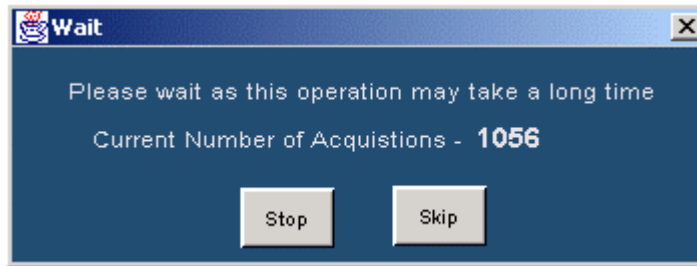 Wait
Please wait as this operation may take a long time
Current Number of Acquistions - 1056
Stop Skip